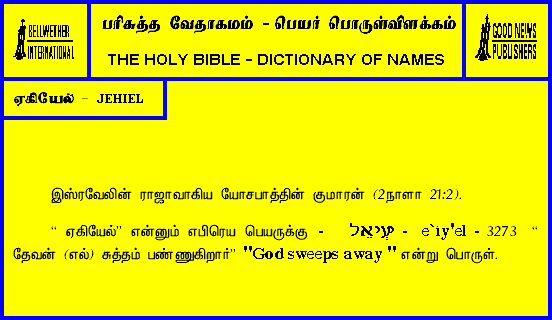 BELLWETHER
INTERNATIONAL
பரிசுத்த வேதாகமம் - பெயர் பொருள்விளக்கம்
THE HOLY BIBLE - DICTIONARY OF NAMES
GOOD NEWS
PUBLISHERS
ஏகியேல் - JEHIEL
இஸ்ரவேலின் ராஜாவாகிய யோசபாத்தின் குமாரன் (2நாளா 21:2).
“ ஏகியேல்” என்னும் எபிரெய பெயருக்கு - עְיִאֵל - e`iy'el - 3273 “
தேவன் (எல்) சுத்தம் பண்ணுகிறார்” "God sweeps away " என்று பொருள்.